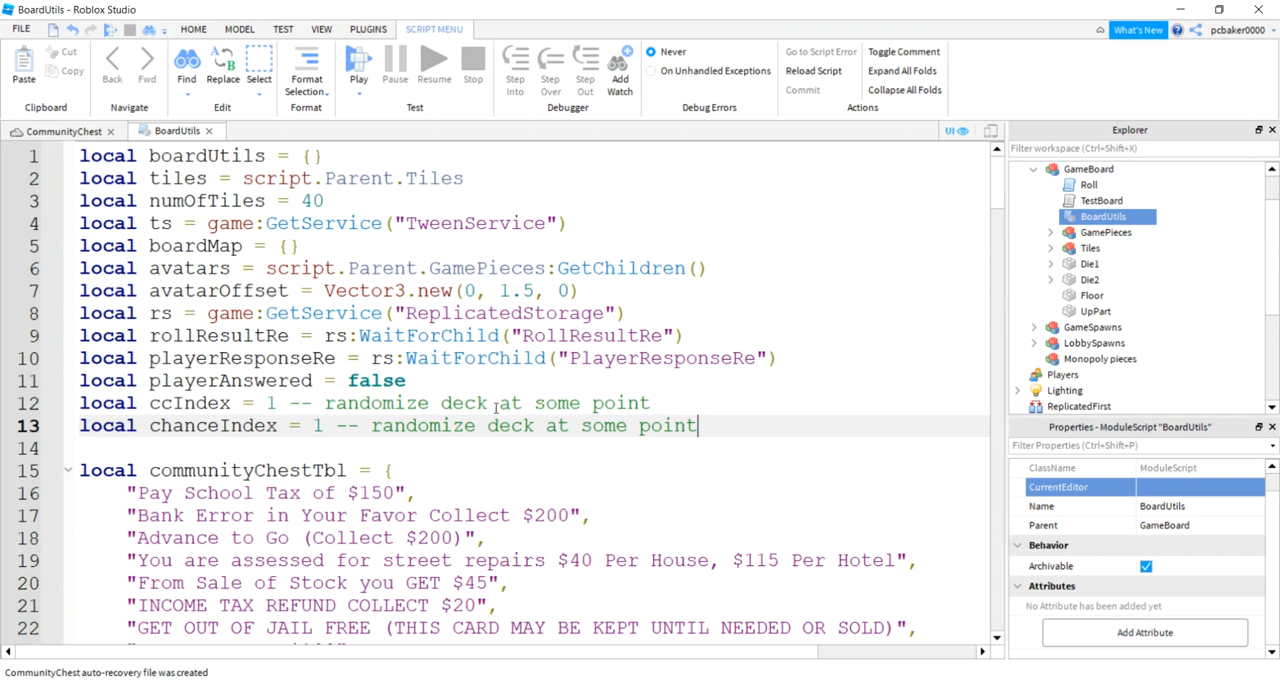 BoardUtils - Roblox Studio
FILE HOME MODEL TEST VIEW PLUGINS SCRIPT MENU What's New pcbaker0000
Paste Cut Copy Back Fwd Find Replace Select Format Selection Play Pause Resume Stop Step Into Step Over Step Out Add Watch Never On Unhandled Exceptions Go to Script Error Reload Script Commit Toggle Comment Expand All Folds Collapse All Folds
Clipboard Navigate Edit Format Test Debugger Debug Errors Actions
CommunityChest BoardUtils UI
1 local boardUtils = {}
2 local tiles = script.Parent.Tiles
3 local numOfTiles = 40
4 local ts = game:GetService("TweenService")
5 local boardMap = {}
6 local avatars = script.Parent.GamePieces:GetChildren()
7 local avatarOffset = Vector3.new(0, 1.5, 0)
8 local rs = game:GetService("ReplicatedStorage")
9 local rollResultRe = rs:WaitForChild("RollResultRe")
10 local playerResponseRe = rs:WaitForChild("PlayerResponseRe")
11 local playerAnswered = false
12 local ccIndex = 1 -- randomize deck at some point
13 local chanceIndex = 1 -- randomize deck at some point
14
15 local communityChestTbl = {
16 "Pay School Tax of $150",
17 "Bank Error in Your Favor Collect $200",
18 "Advance to Go (Collect $200)",
19 "You are assessed for street repairs $40 Per House, $115 Per Hotel",
20 "From Sale of Stock you GET $45",
21 "INCOME TAX REFUND COLLECT $20",
22 "GET OUT OF JAIL FREE (THIS CARD MAY BE KEPT UNTIL NEEDED OR SOLD)",
Explorer
Filter workspace (Ctrl+Shift+X)
GameBoard
Roll
TestBoard
BoardUtils
GamePieces
Tiles
Die1
Die2
Floor
UpPart
GameSpawns
LobbySpawns
Monopoly pieces
Players
Lighting
ReplicatedFirst
Properties - ModuleScript "BoardUtils"
Filter Properties (Ctrl+Shift+P)
ClassName ModuleScript
CurrentEditor
Name BoardUtils
Parent GameBoard
Behavior
Archivable
Attributes
No Attribute has been added yet
Add Attribute
CommunityChest auto-recovery file was created